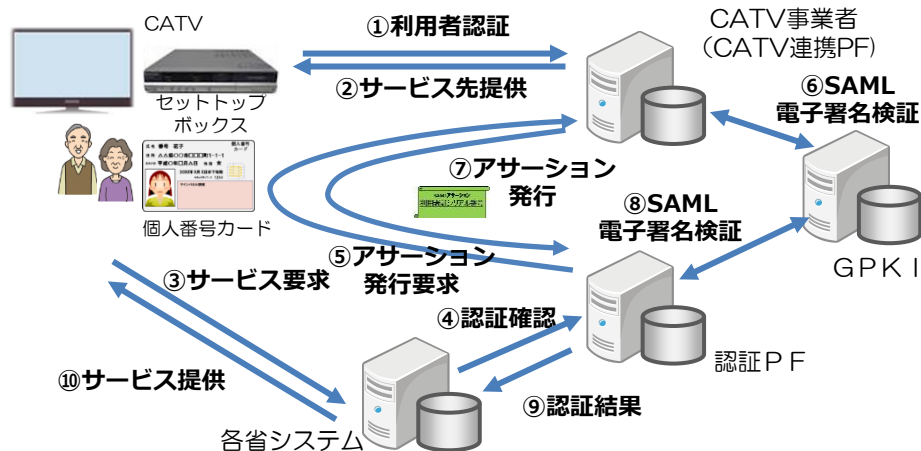 CATV
①利用者認証
②サービス先提供
CATV事業者
(CATV連携PF)
⑥SAML
電子署名検証
セットトップ
ボックス
個人番号カード
⑦アサーション
発行
⑧SAML
電子署名検証
GPKI
③サービス要求
⑤アサーション
発行要求
④認証確認
認証PF
⑩サービス提供
⑨認証結果
各省システム